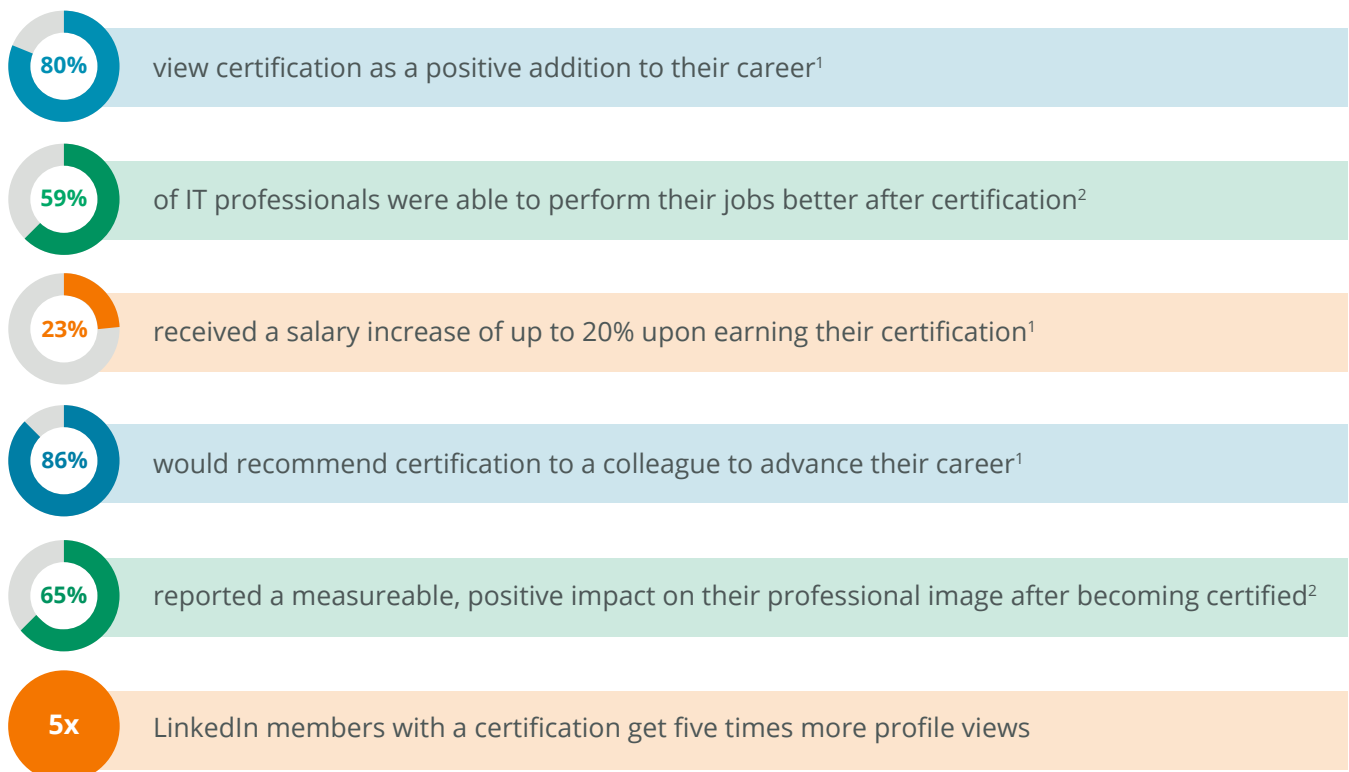 80% view certification as a positive addition to their career¹
59% of IT professionals were able to perform their jobs better after certification²
23% received a salary increase of up to 20% upon earning their certification¹
86% would recommend certification to a colleague to advance their career¹
65% reported a measureable, positive impact on their professional image after becoming certified²
5x LinkedIn members with a certification get five times more profile views